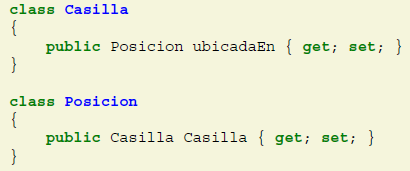 class Casilla
{
    public Posicion ubicadaEn { get; set; }
}

class Posicion
{
    public Casilla Casilla { get; set; }
}